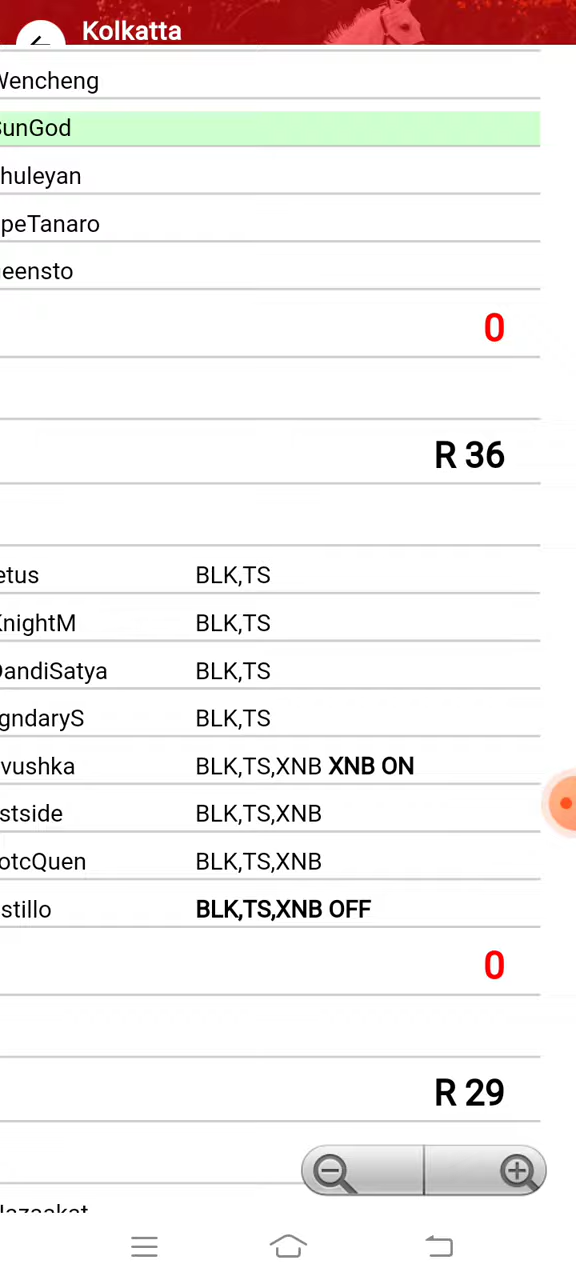 Kolkatta
Wencheng
SunGod
huleyan
peTanaro
eensto
0
R 36
etus BLK,TS
KnightM BLK,TS
DandiSatya BLK,TS
gndaryS BLK,TS
vushka BLK,TS,XNB XNB ON
stside BLK,TS,XNB
otcQuen BLK,TS,XNB
stillo BLK,TS,XNB OFF
0
R 29